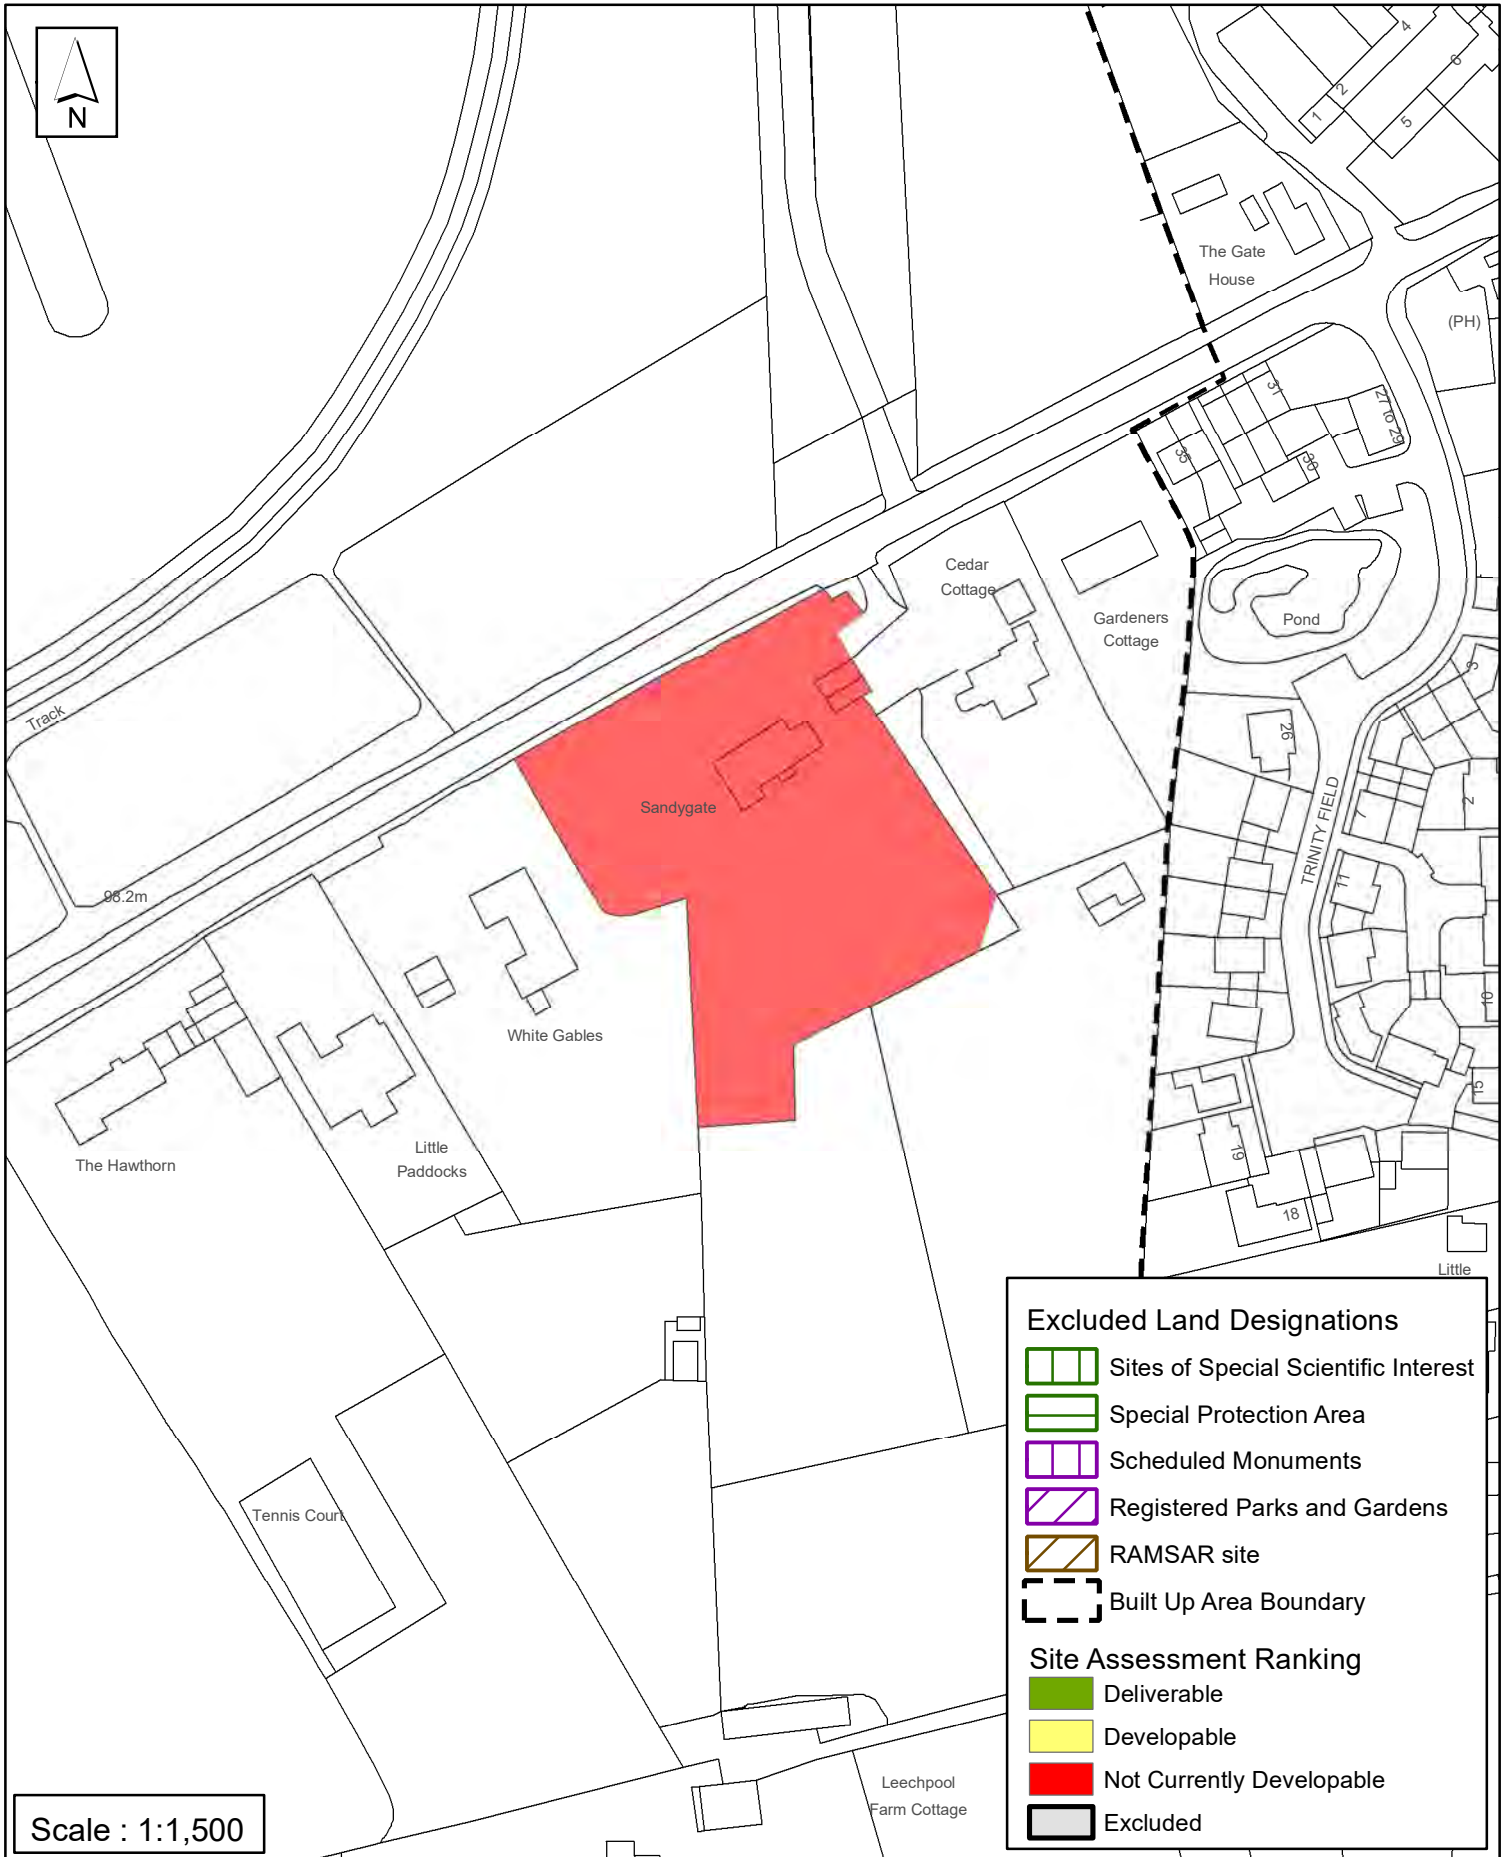 N
4
6
2
1
5
The Gate
House
(PH)
31
27 to 29
35
30
Cedar
Cottage
Gardeners
Cottage
Pond
3
26
Track
Sandygate
2
7
TRINITY FIELD
11
98.2m
10
White Gables
15
The Hawthorn
Little
Paddocks
19
18
Little
Tennis Court
Leechpool
Farm Cottage
Excluded Land Designations
Sites of Special Scientific Interest
Special Protection Area
Scheduled Monuments
Registered Parks and Gardens
RAMSAR site
Built Up Area Boundary
Site Assessment Ranking
Deliverable
Developable
Not Currently Developable
Excluded
Scale : 1:1,500